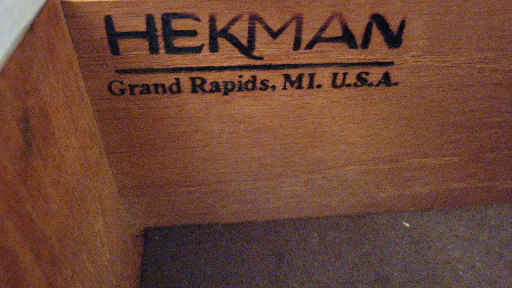 HEKMAN
Grand Rapids, MI. U.S.A.